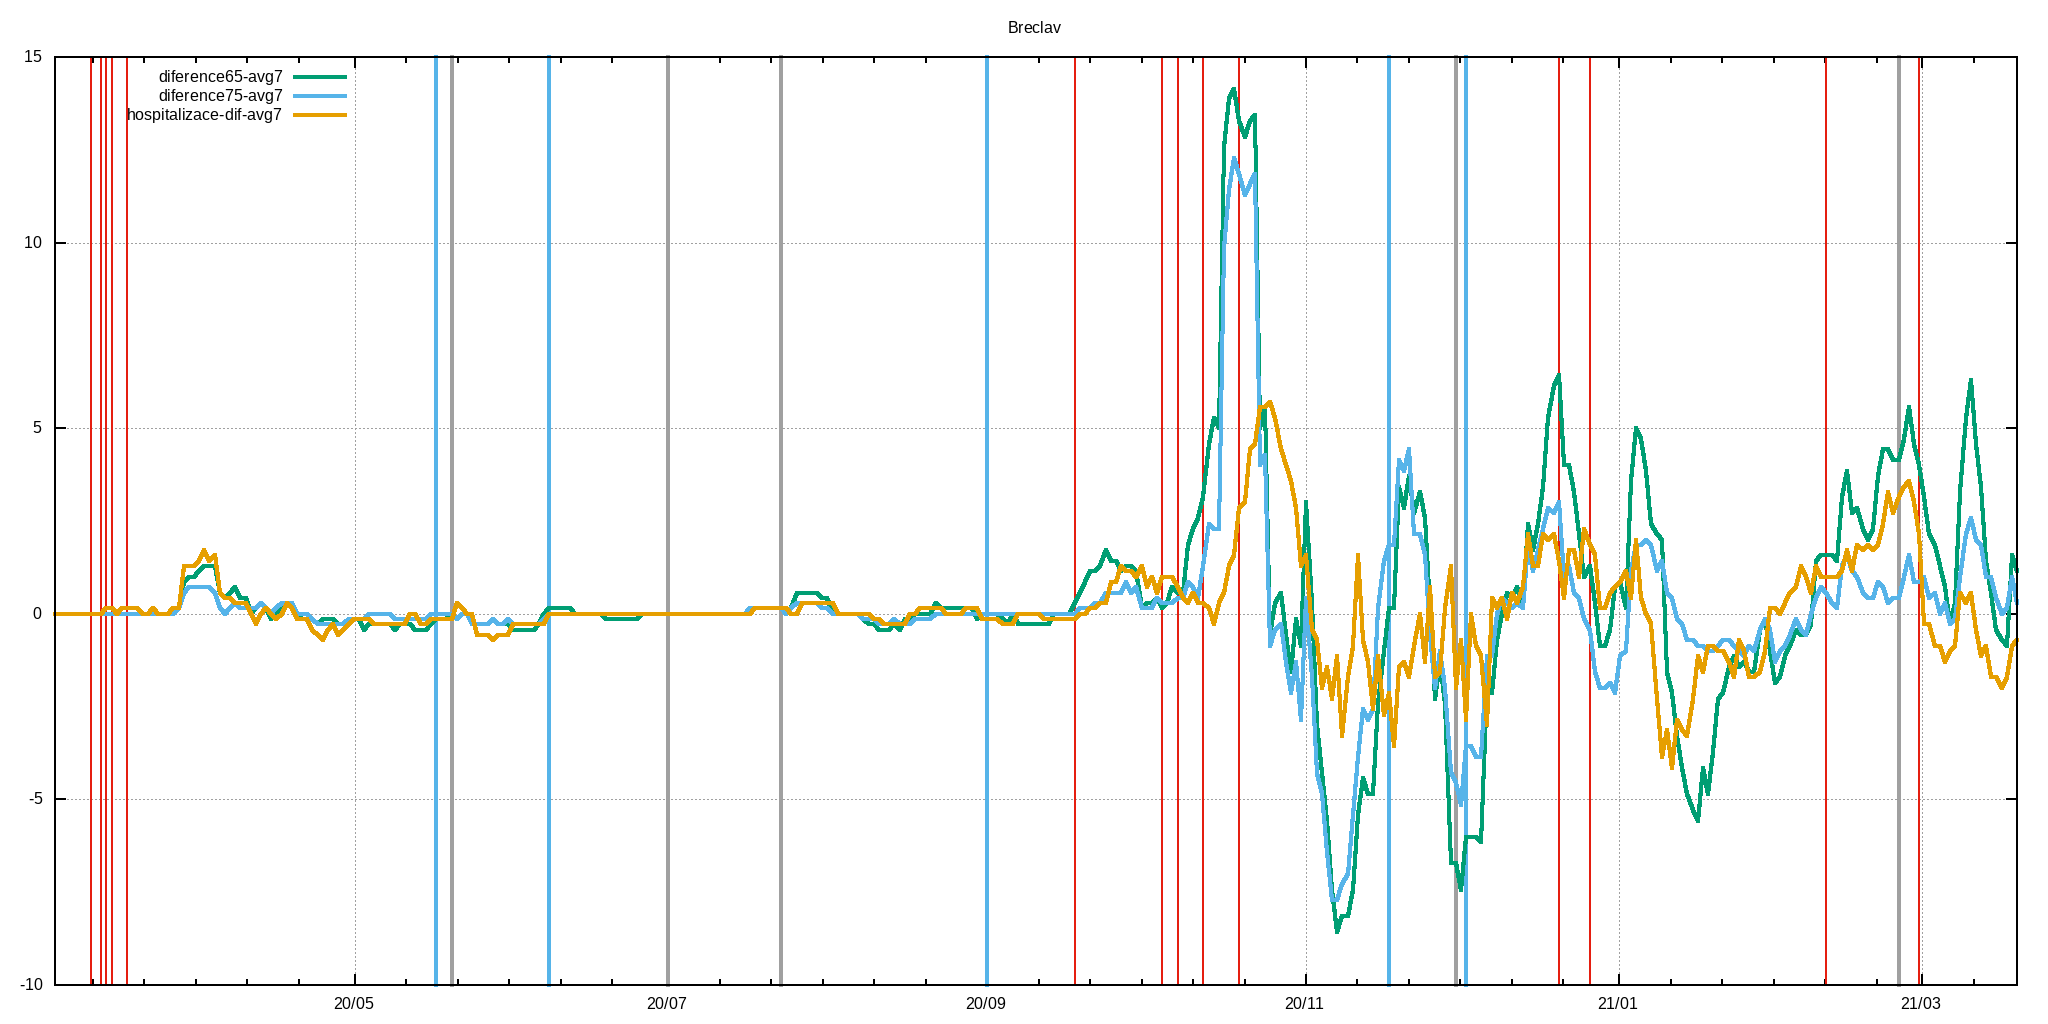 Breclav
15
diference65-avg7
diference75-avg7
hospitalizace-dif-avg7
10
5
0
-5
-10
20/05 20/07 20/09 20/11 21/01 21/03